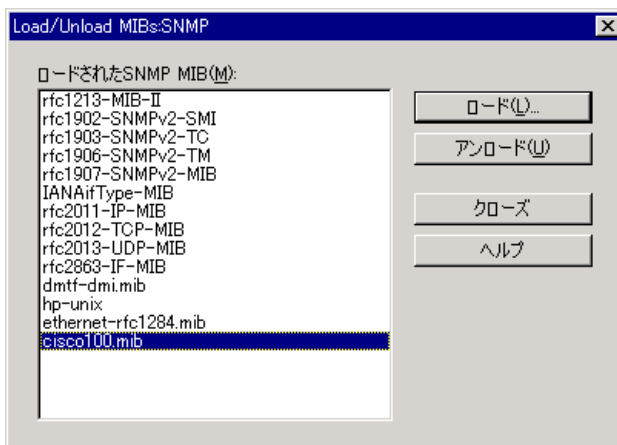 Load/Unload MIBs:SNMP
ロードされたSNMP MIB(M):
rfc1213-MIB-II
rfc1902-SNMPv2-SMI
rfc1903-SNMPv2-TC
rfc1906-SNMPv2-TM
rfc1907-SNMPv2-MIB
IANAifType-MIB
rfc2011-IP-MIB
rfc2012-TCP-MIB
rfc2013-UDP-MIB
rfc2863-IF-MIB
dmtf-dmi.mib
hp-unix
ethernet-rfc1284.mib
cisco100.mib
ロード(L)...
アンロード(U)
クローズ
ヘルプ